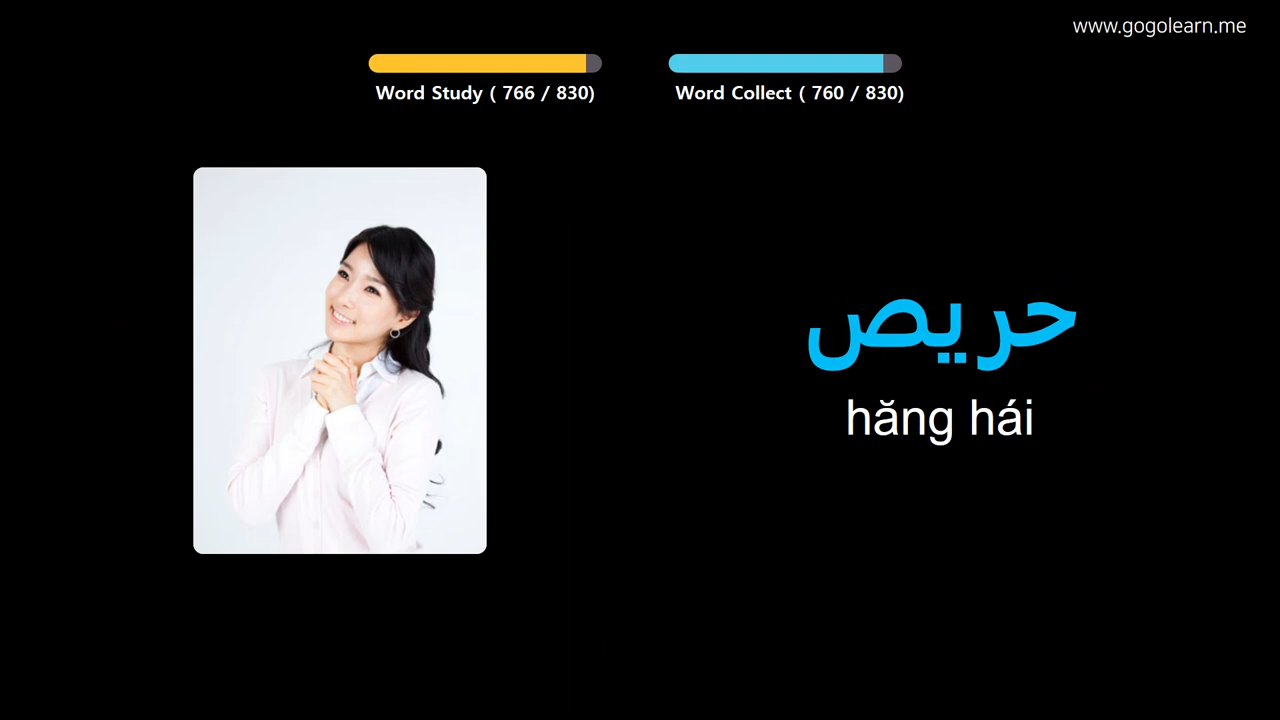 www.gogolearn.me
Word Study ( 766 / 830)
Word Collect ( 760 / 830)
حريص
hăng hái